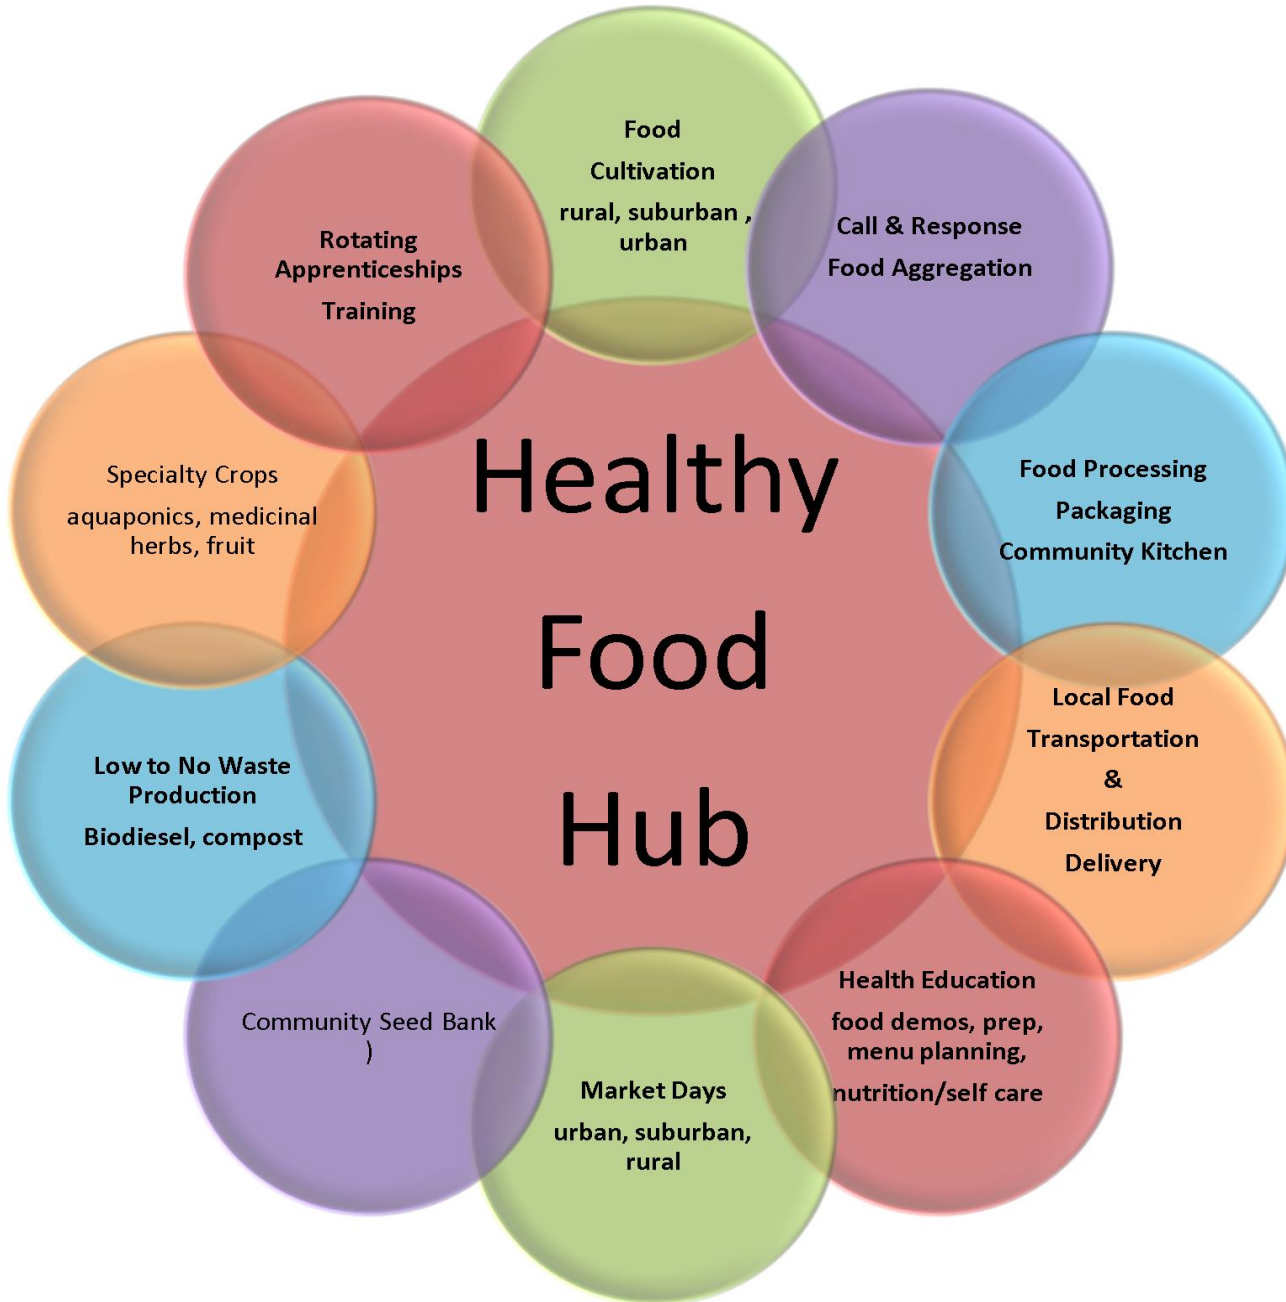 Food
Cultivation
rural, suburban ,
urban
Call & Response
Food Aggregation
Food Processing
Packaging
Community Kitchen
Local Food
Transportation
&
Distribution
Delivery
Health Education
food demos, prep,
menu planning,
nutrition/self care
Market Days
urban, suburban,
rural
Community Seed Bank
)
Low to No Waste
Production
Biodiesel, compost
Specialty Crops
aquaponics, medicinal
herbs, fruit
Rotating
Apprenticeships
Training
Healthy
Food
Hub